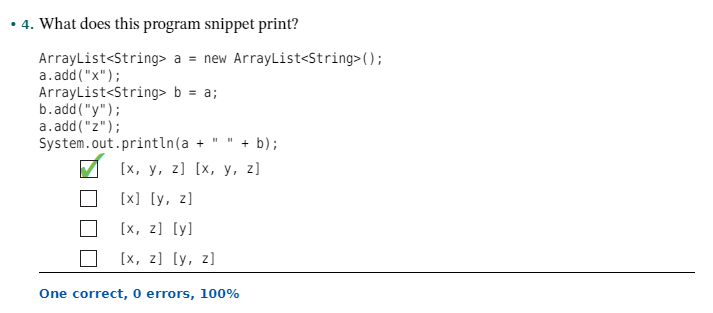 • 4. What does this program snippet print?
ArrayList<String> a = new ArrayList<String>();
a.add("x");
ArrayList<String> b = a;
b.add("y");
a.add("z");
System.out.println(a + " " + b);
[x, y, z] [x, y, z]
[x] [y, z]
[x, z] [y]
[x, z] [y, z]
One correct, 0 errors, 100%